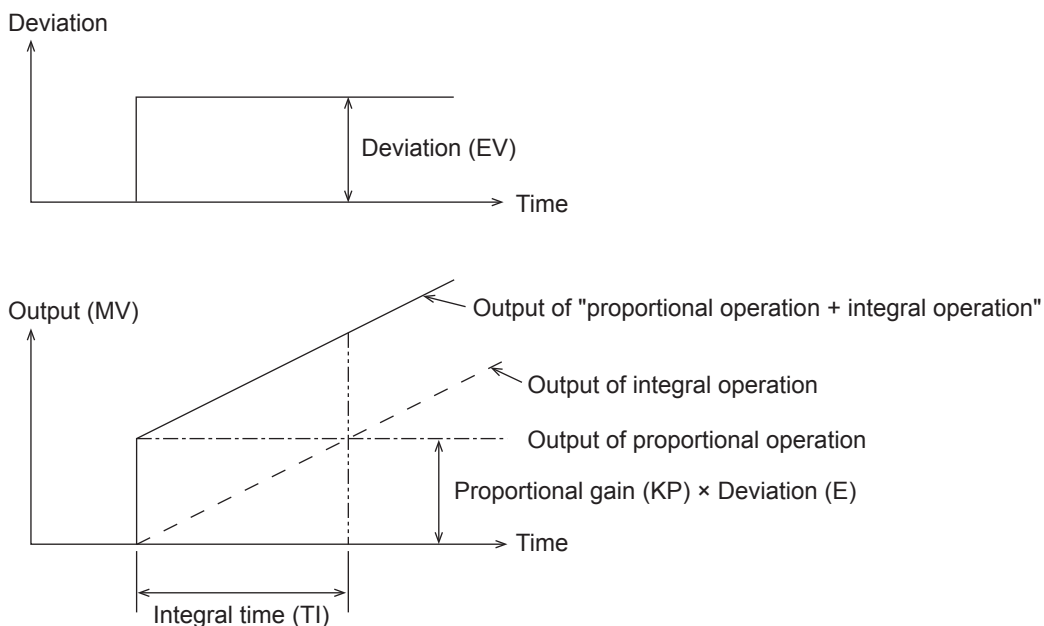 Deviation
Deviation (EV)
Time
Output (MV)
Output of "proportional operation + integral operation"
Output of integral operation
Output of proportional operation
Proportional gain (KP) × Deviation (E)
Time
Integral time (TI)